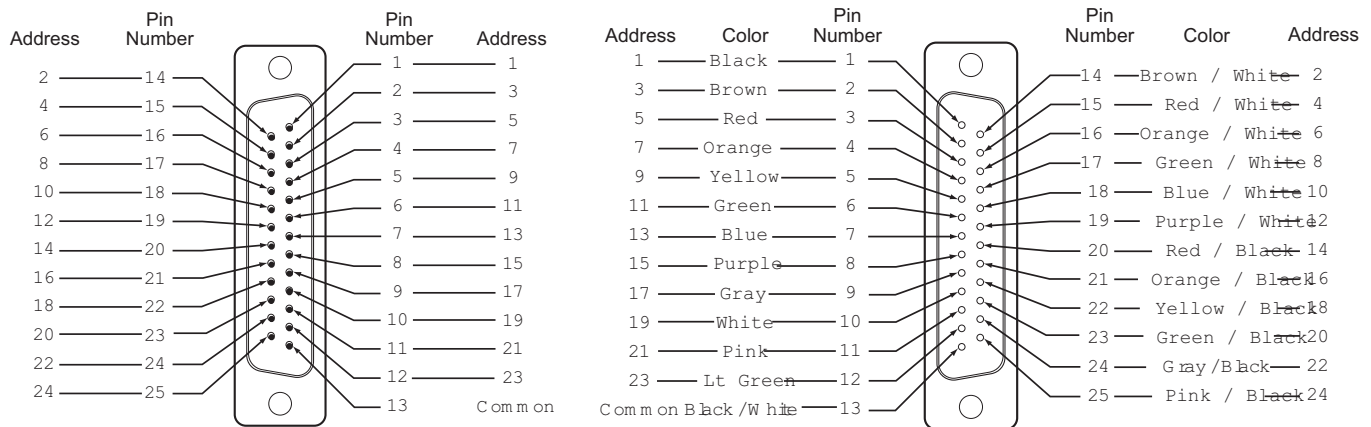 Address Pin Number Pin Number Address
2 14 1 1
4 15 2 3
6 16 3 5
8 17 4 7
10 18 5 9
12 19 6 11
14 20 7 13
16 21 8 15
18 22 9 17
20 23 10 19
22 24 11 21
24 25 12 23
13 Common
Address Color Pin Number Pin Number Color Address
1 Black 1 14 Brown / White 2
3 Brown 2 15 Red / White 4
5 Red 3 16 Orange / White 6
7 Orange 4 17 Green / White 8
9 Yellow 5 18 Blue / White 10
11 Green 6 19 Purple / White 12
13 Blue 7 20 Red / Black 14
15 Purple 8 21 Orange / Black 16
17 Gray 9 22 Yellow / Black 18
19 White 10 23 Green / Black 20
21 Pink 11 24 Gray /Black 22
23 Lt Green 12 25 Pink / Black 24
Common Black /White 13